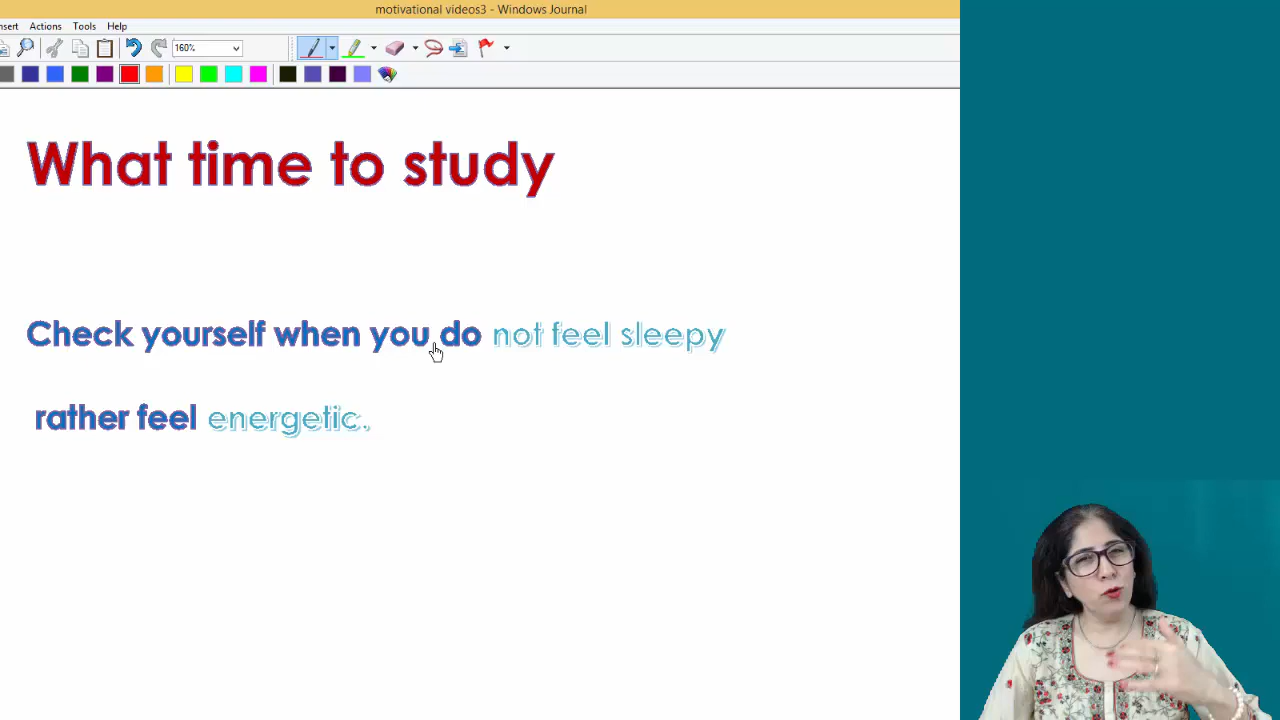 motivational videos3 - Windows Journal
Actions Tools Help
160%
What time to study
Check yourself when you do not feel sleepy
rather feel energetic.